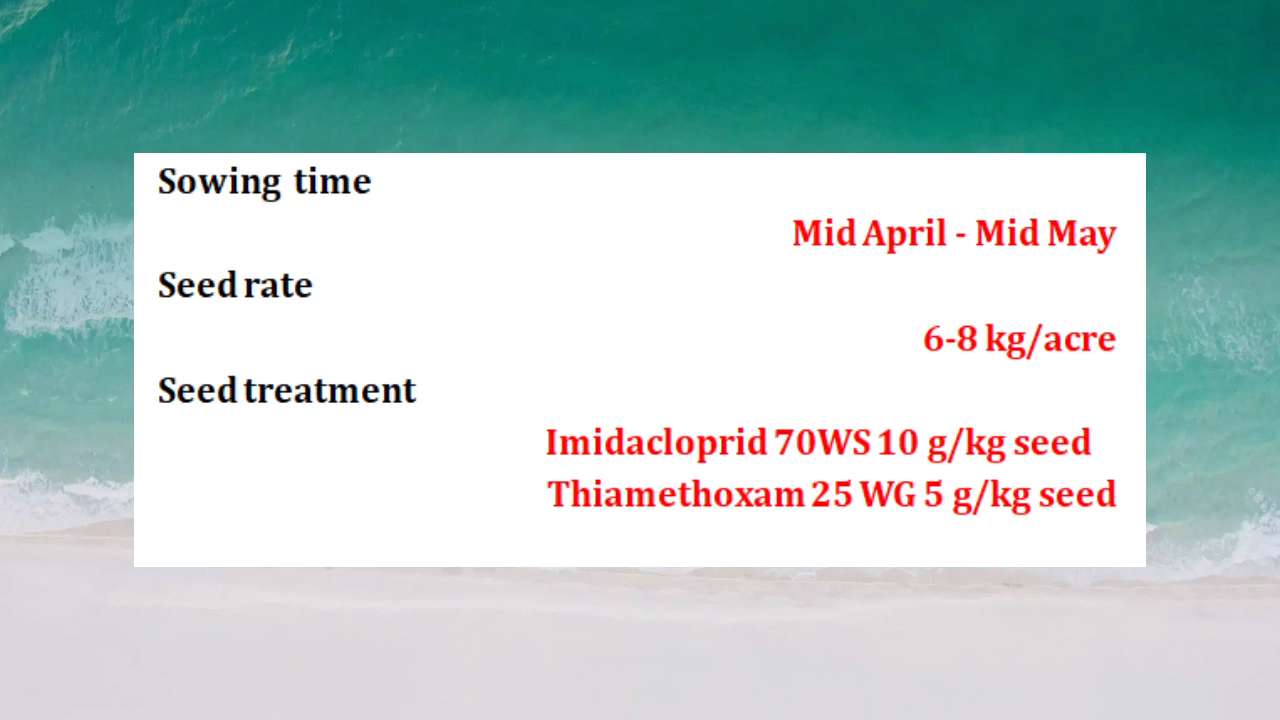 Sowing time
Mid April - Mid May
Seed rate
6-8 kg/acre
Seed treatment
Imidacloprid 70WS 10 g/kg seed
Thiamethoxam 25 WG 5 g/kg seed